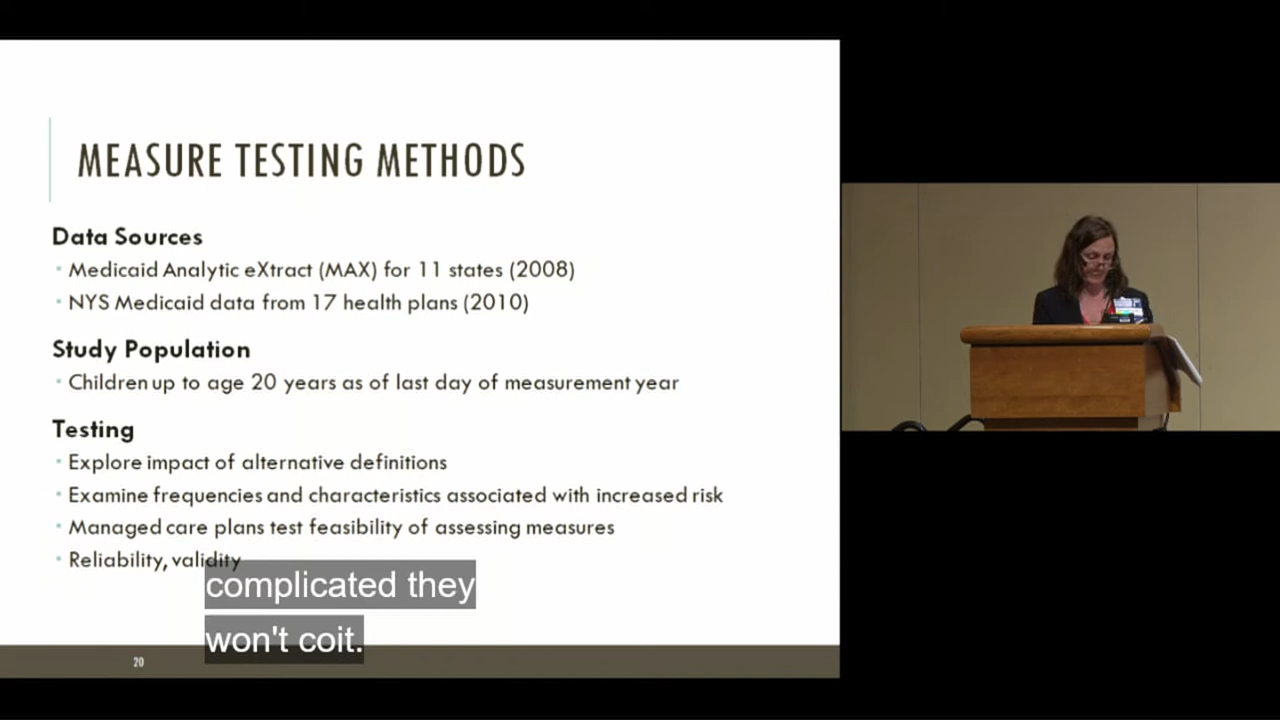 MEASURE TESTING METHODS
Data Sources
Medicaid Analytic eXtract (MAX) for 11 states (2008)
NYS Medicaid data from 17 health plans (2010)
Study Population
Children up to age 20 years as of last day of measurement year
Testing
Explore impact of alternative definitions
Examine frequencies and characteristics associated with increased risk
Managed care plans test feasibility of assessing measures
Reliability, validity
complicated they
won't coit.
20